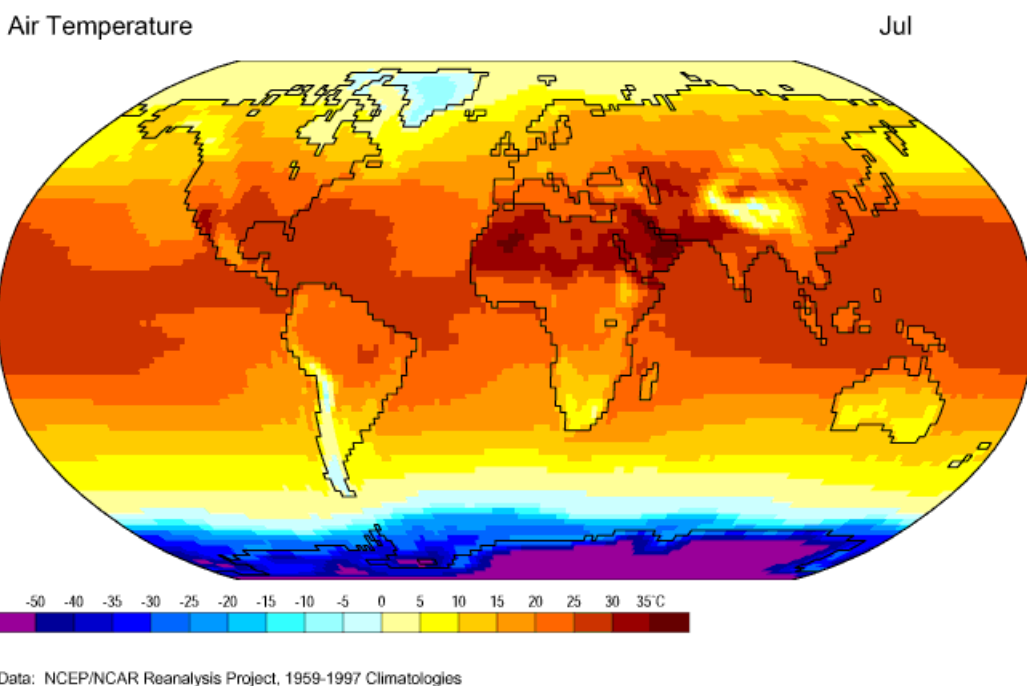 Air Temperature Jul
-50 -40 -35 -30 -25 -20 -15 -10 -5 0 5 10 15 20 25 30 35°C
Data: NCEP/NCAR Reanalysis Project, 1959-1997 Climatologies